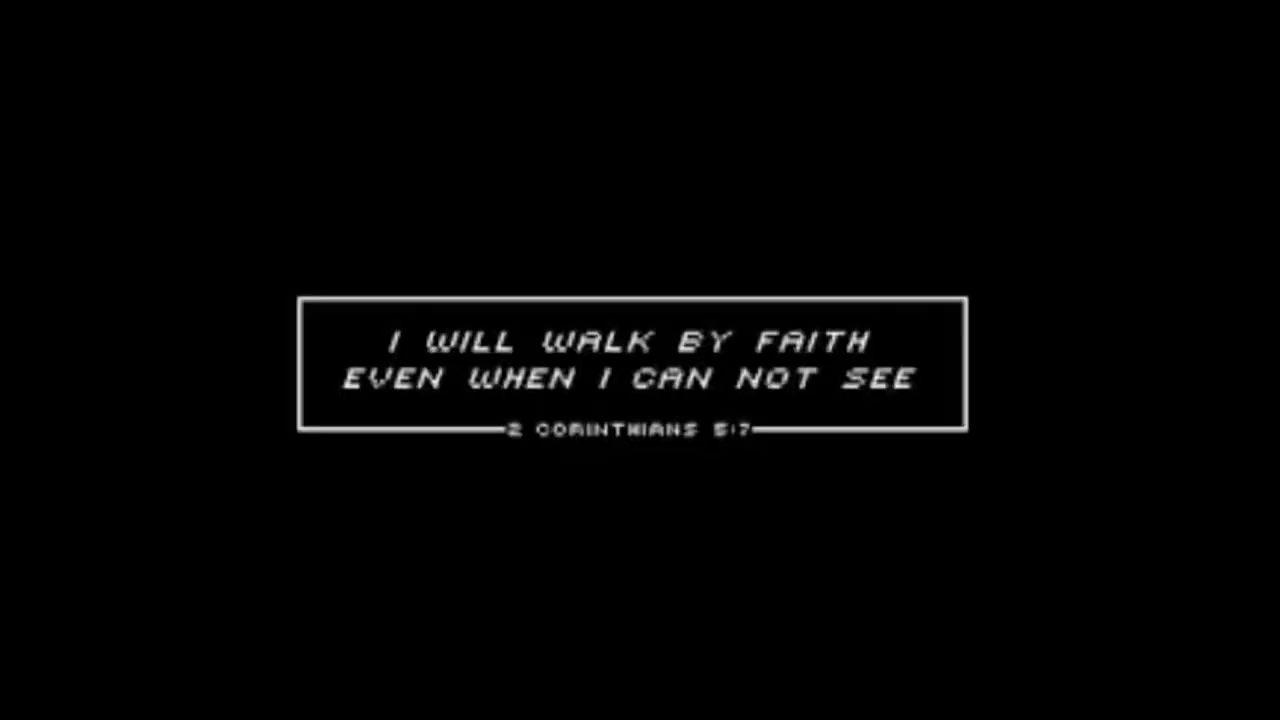 I WILL WALK BY FAITH
EVEN WHEN I CAN NOT SEE
2 CORINTHIANS 5:7